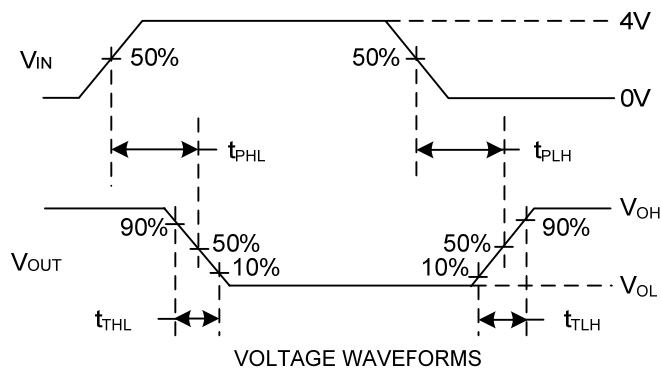 4V
VIN
50%
50%
0V
tPHL
tPLH
VOH
90%
50%
50%
90%
VOUT
10%
10%
VOL
tTHL
tTLH
VOLTAGE WAVEFORMS